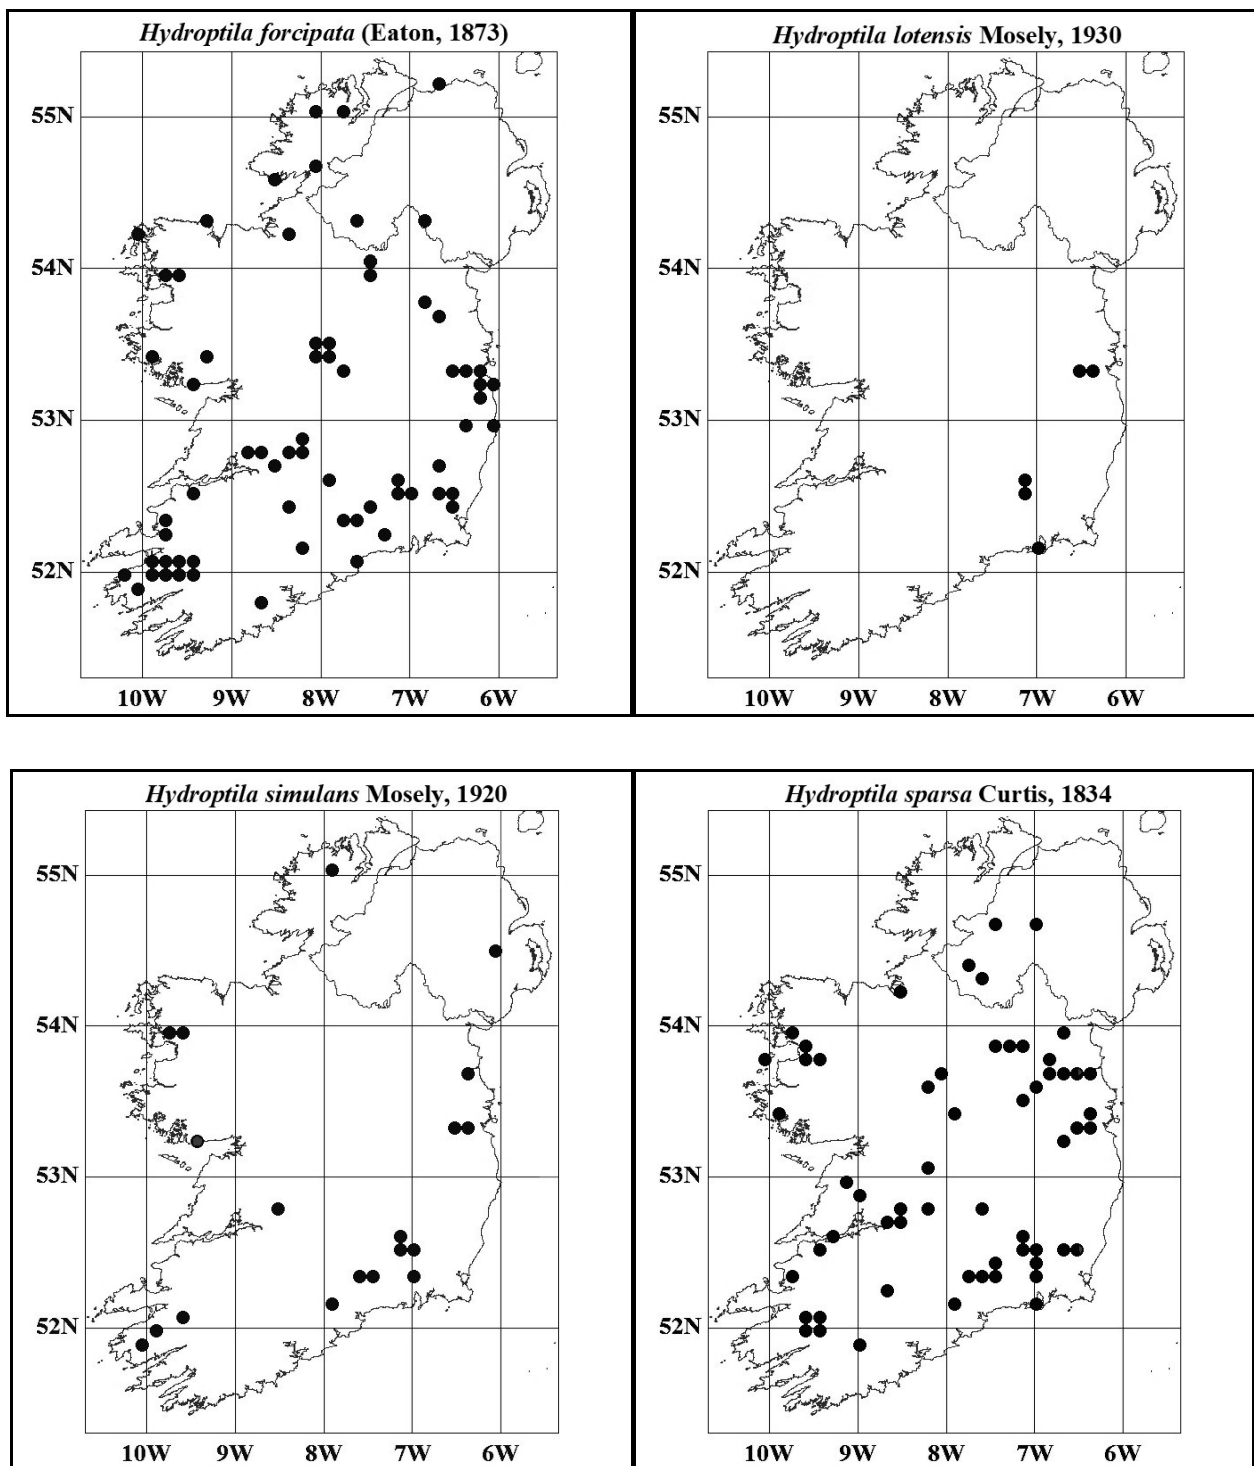 Hydroptila forcipata (Eaton, 1873)
55N
54N
53N
52N
10W 9W 8W 7W 6W
Hydroptila lotensis Mosely, 1930
55N
54N
53N
52N
10W 9W 8W 7W 6W
Hydroptila simulans Mosely, 1920
55N
54N
53N
52N
10W 9W 8W 7W 6W
Hydroptila sparsa Curtis, 1834
55N
54N
53N
52N
10W 9W 8W 7W 6W